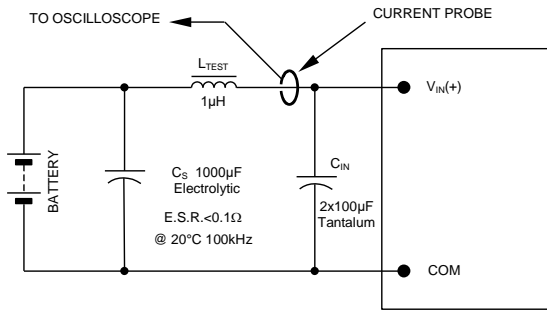 TO OSCILLOSCOPE
CURRENT PROBE
LTEST
1µH
VIN(+)
BATTERY
CS 1000µF
Electrolytic
E.S.R.<0.1Ω
@ 20°C 100kHz
CIN
2x100µF
Tantalum
COM